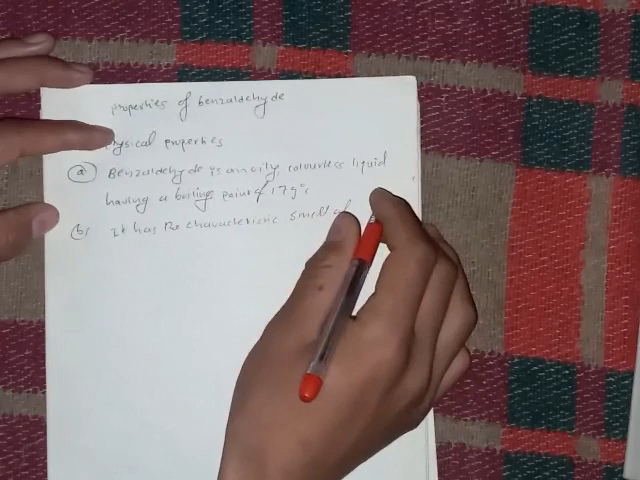 properties of benzaldehyde
physical properties
(a) Benzaldehyde is an oily colourless liquid
having a boiling point of 179°c
(b) It has the characteristic smell of